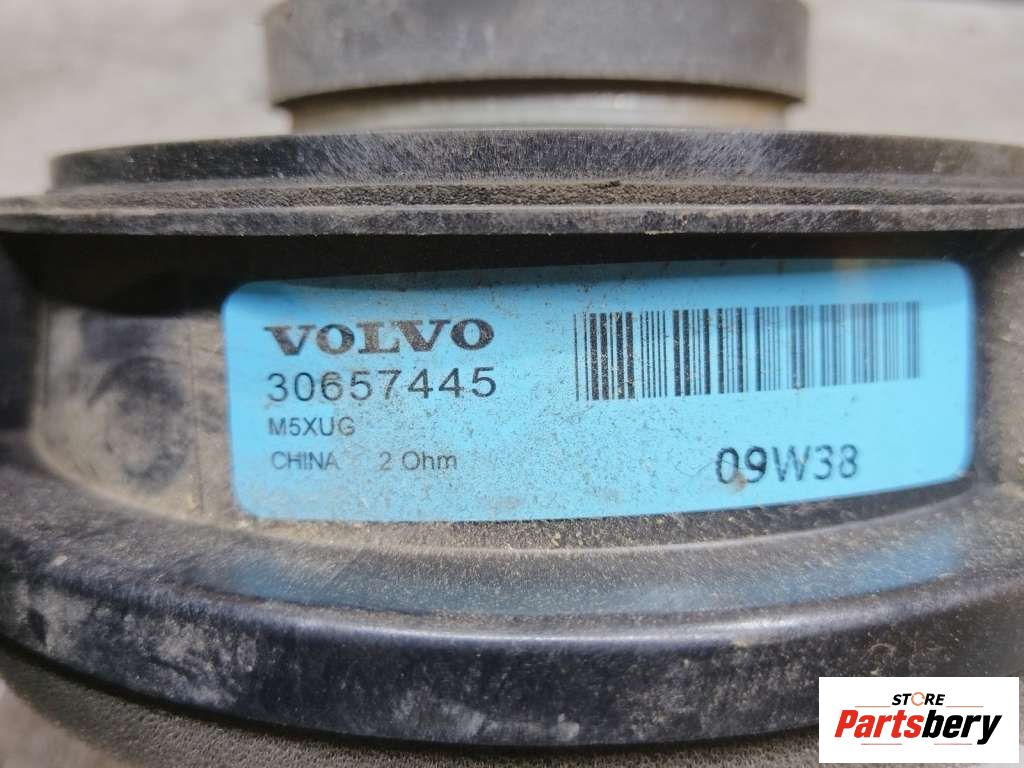 VOLVO
30657445
M5XUG
CHINA 2 Ohm
09W38
STORE
Partsbery